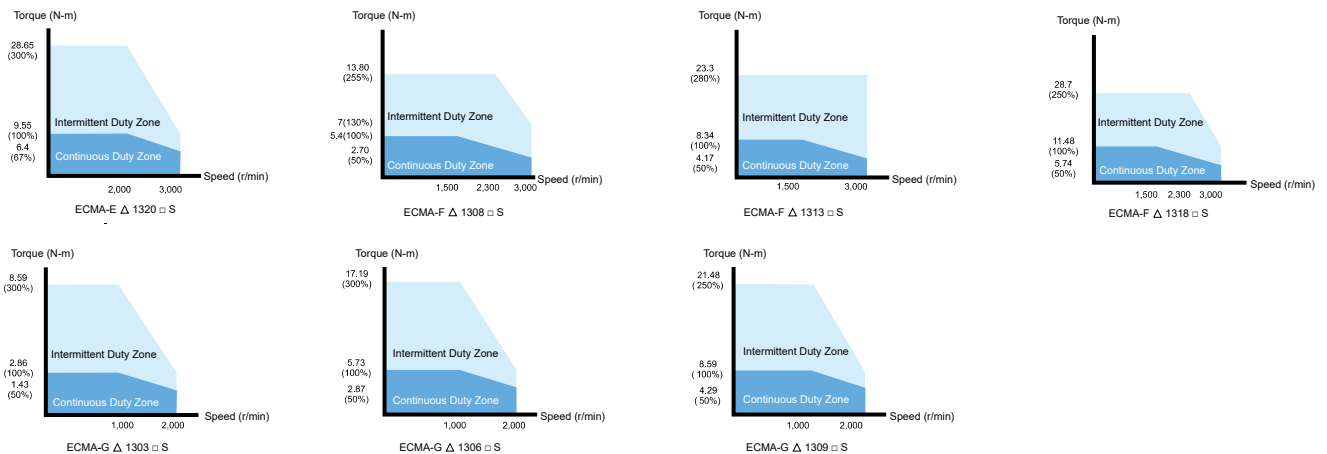 Torque (N-m)
28.65
(300%)
9.55
(100%)
6.4
(67%)
Intermittent Duty Zone
Continuous Duty Zone
2,000
3,000
Speed (r/min)
ECMA-E △ 1320 □ S
Torque (N-m)
13.80
(255%)
7(130%)
5.4(100%)
2.70
(50%)
Intermittent Duty Zone
Continuous Duty Zone
1,500
2,300
3,000
Speed (r/min)
ECMA-F △ 1308 □ S
Torque (N-m)
23.3
(280%)
8.34
(100%)
4.17
(50%)
Intermittent Duty Zone
Continuous Duty Zone
1,500
3,000
Speed (r/min)
ECMA-F △ 1313 □ S
Torque (N-m)
28.7
(250%)
11.48
(100%)
5.74
(50%)
Intermittent Duty Zone
Continuous Duty Zone
1,500
2,300
3,000
Speed (r/min)
ECMA-F △ 1318 □ S
Torque (N-m)
8.59
(300%)
2.86
(100%)
1.43
(50%)
Intermittent Duty Zone
Continuous Duty Zone
1,000
2,000
Speed (r/min)
ECMA-G △ 1303 □ S
Torque (N-m)
17.19
(300%)
5.73
(100%)
2.87
(50%)
Intermittent Duty Zone
Continuous Duty Zone
1,000
2,000
Speed (r/min)
ECMA-G △ 1306 □ S
Torque (N-m)
21.48
( 250%)
8.59
( 100%)
4.29
( 50%)
Intermittent Duty Zone
Continuous Duty Zone
1,000
2,000
Speed (r/min)
ECMA-G △ 1309 □ S